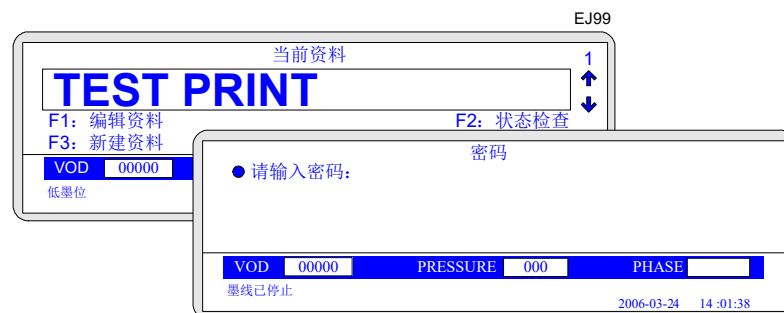 EJ99
当前资料
1
TEST PRINT
F1: 编辑资料 F2: 状态检查
F3: 新建资料
VOD 00000
低墨位
密码
请输入密码:
VOD 00000 PRESSURE 000 PHASE
墨线已停止
2006-03-24 14 :01:38